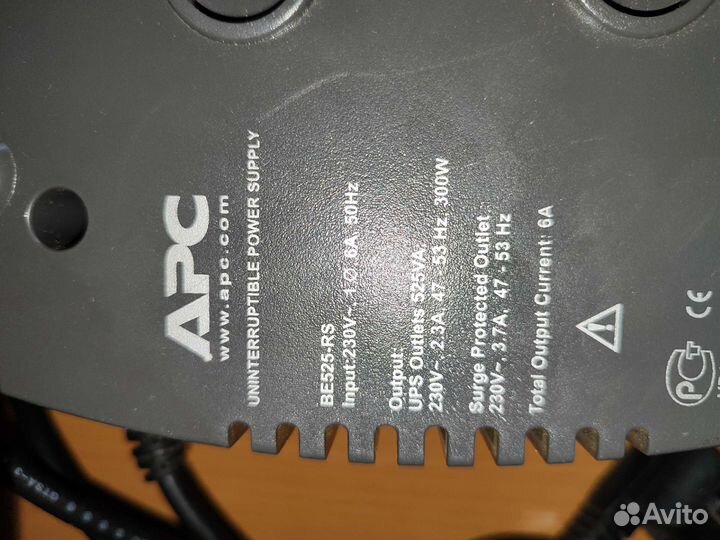 APC
www.apc.com
UNINTERRUPTIBLE POWER SUPPLY
BE525-RS
Input:230V~, 1 Ø, 6A, 50Hz
Output:
UPS Outlets 525VA,
230V~, 2.3A, 47 - 53 Hz, 300W
Surge Protected Outlet
230V~, 3.7A, 47 - 53 Hz
Total Output Current: 6A
CE
Avito